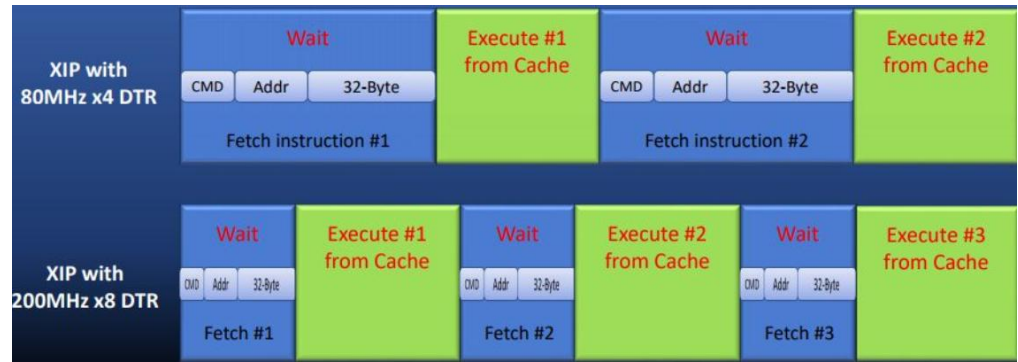 XIP with
80MHz x4 DTR
Wait
CMD Addr 32-Byte
Fetch instruction #1
Execute #1
from Cache
Wait
CMD Addr 32-Byte
Fetch instruction #2
Execute #2
from Cache
XIP with
200MHz x8 DTR
Wait
CMD Addr 32-Byte
Fetch #1
Execute #1
from Cache
Wait
CMD Addr 32-Byte
Fetch #2
Execute #2
from Cache
Wait
CMD Addr 32-Byte
Fetch #3
Execute #3
from Cache